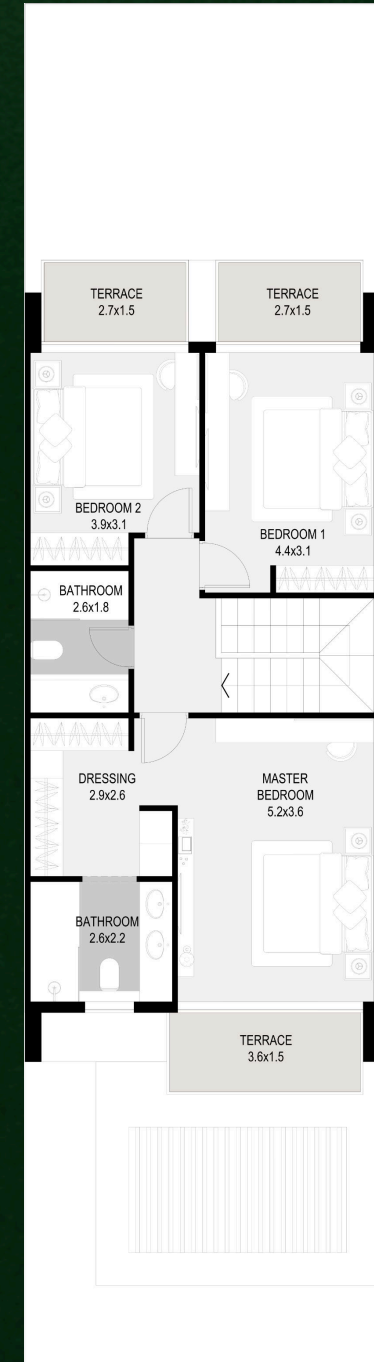 TERRACE
2.7x1.5
TERRACE
2.7x1.5
BEDROOM 2
3.9x3.1
BEDROOM 1
4.4x3.1
BATHROOM
2.6x1.8
DRESSING
2.9x2.6
MASTER
BEDROOM
5.2x3.6
BATHROOM
2.6x2.2
TERRACE
3.6x1.5